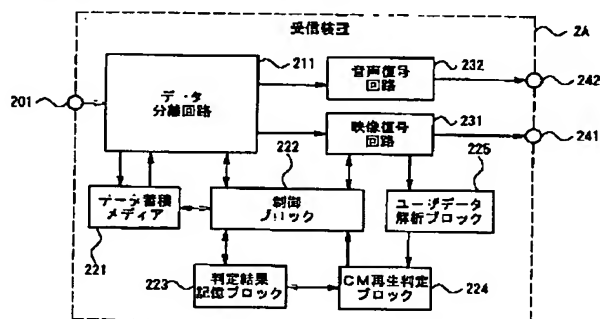 受信装置
2A
データ
分離回路
211
音声復号
回路
232
242
201
映像復号
回路
231
241
222
225
データ蓄積
メディア
221
制御
ブロック
ユーザデータ
解析ブロック
223
判定結果
記憶ブロック
CM再生判定
ブロック
224